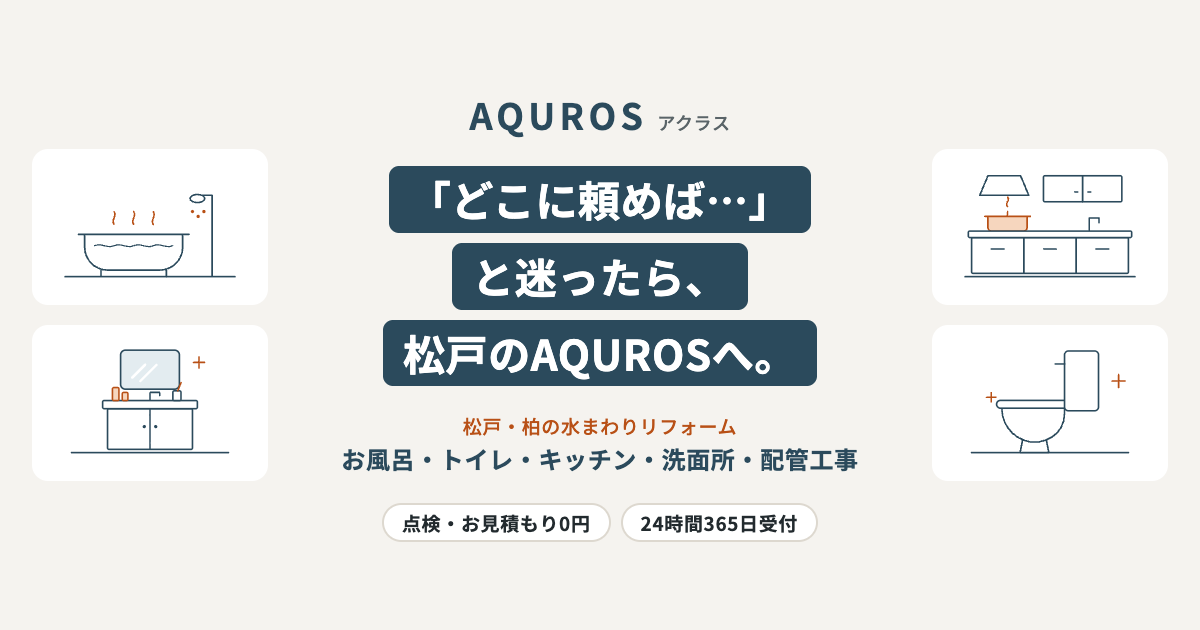 AQUROS アクラス
「どこに頼めば…」
と迷ったら、
松戸のAQUROSへ。
松戸・柏の水まわりリフォーム
お風呂・トイレ・キッチン・洗面所・配管工事
点検・お見積もり0円
24時間365日受付